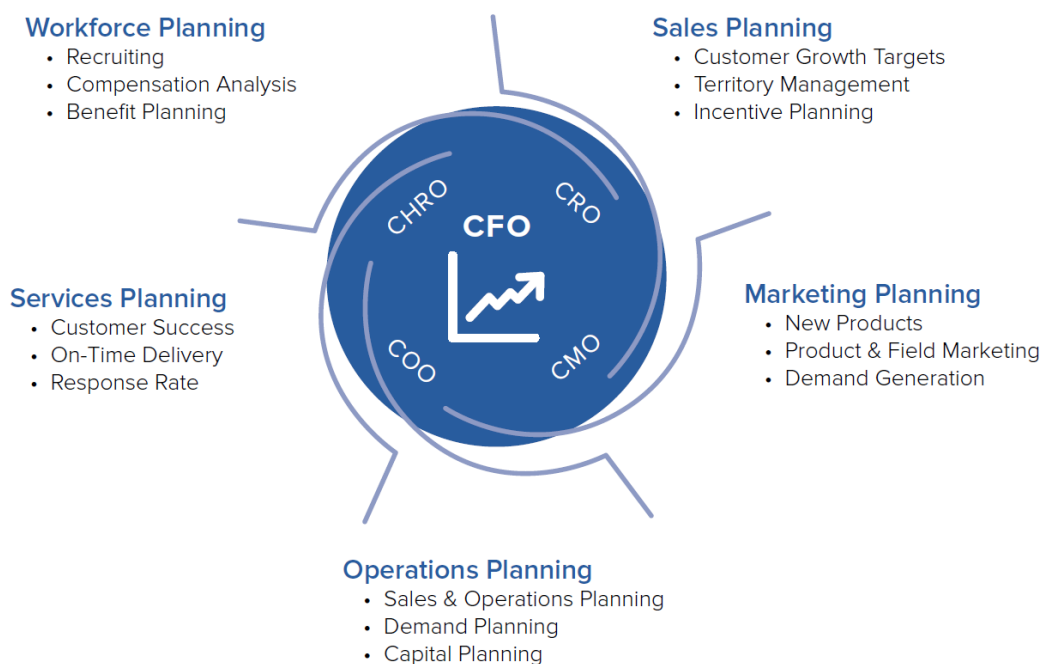 Workforce Planning
• Recruiting
• Compensation Analysis
• Benefit Planning
Sales Planning
• Customer Growth Targets
• Territory Management
• Incentive Planning
CHRO
CRO
CFO
COO
CMO
Services Planning
• Customer Success
• On-Time Delivery
• Response Rate
Marketing Planning
• New Products
• Product & Field Marketing
• Demand Generation
Operations Planning
• Sales & Operations Planning
• Demand Planning
• Capital Planning